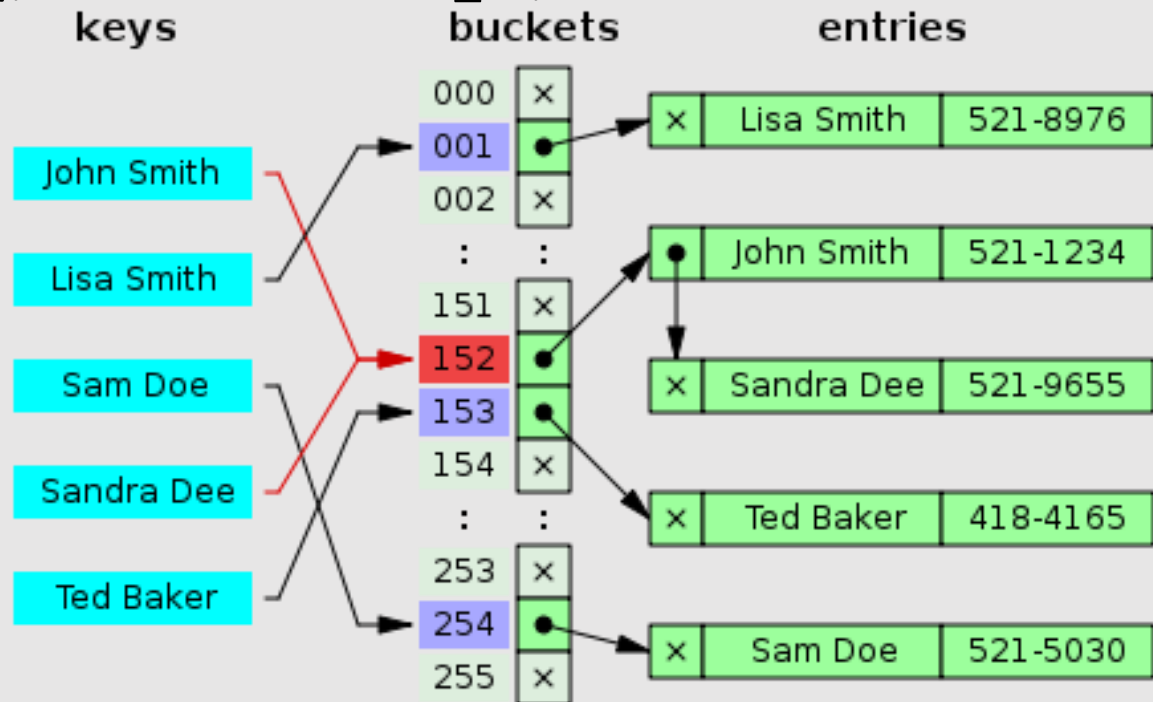 keys
buckets
entries
John Smith
Lisa Smith
Sam Doe
Sandra Dee
Ted Baker
000 ×
001
002 ×
: :
151 ×
152
153
154 ×
: :
253 ×
254
255 ×
× Lisa Smith 521-8976
John Smith 521-1234
× Sandra Dee 521-9655
× Ted Baker 418-4165
× Sam Doe 521-5030